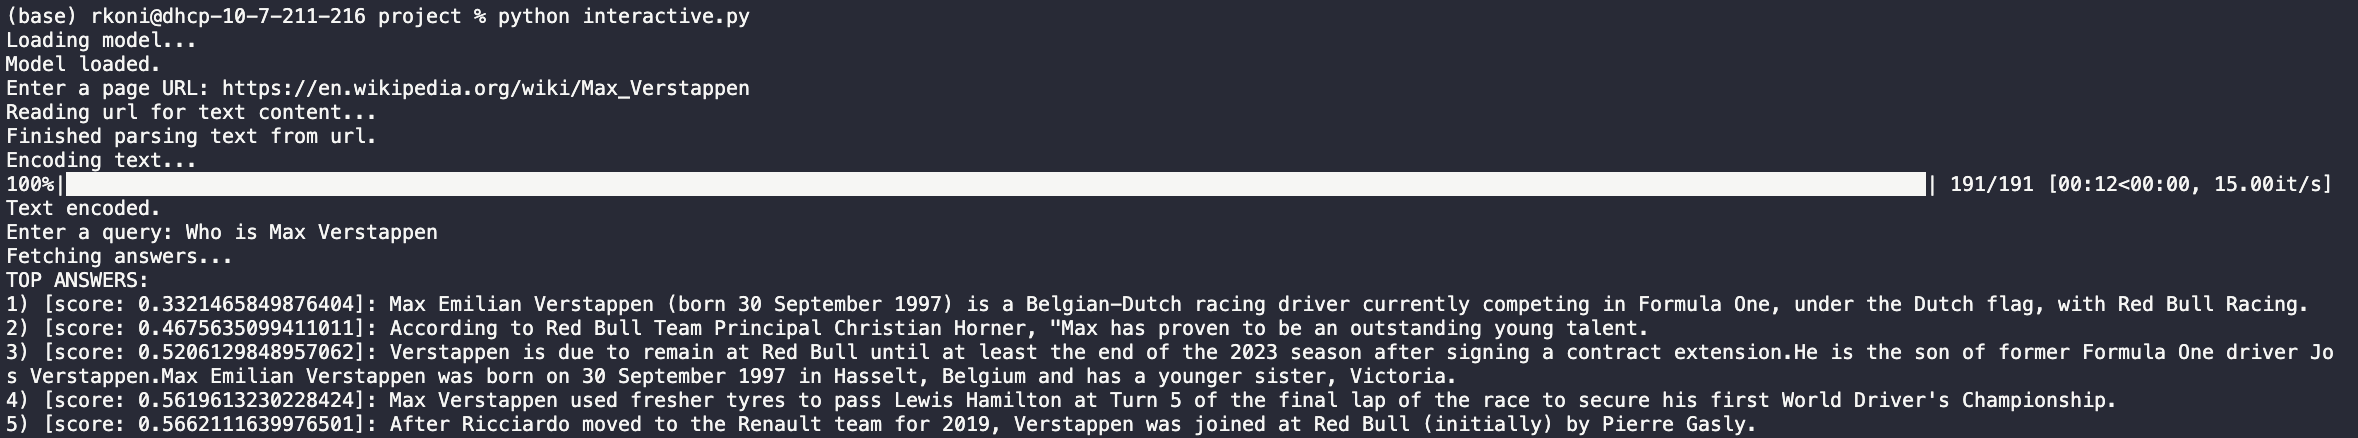 (base) rkoni@dhcp-10-7-211-216 project % python interactive.py
Loading model...
Model loaded.
Enter a page URL: https://en.wikipedia.org/wiki/Max_Verstappen
Reading url for text content...
Finished parsing text from url.
Encoding text...
100%|██████████| 191/191 [00:12<00:00, 15.00it/s]
Text encoded.
Enter a query: Who is Max Verstappen
Fetching answers...
TOP ANSWERS:
1) [score: 0.3321465849876404]: Max Emilian Verstappen (born 30 September 1997) is a Belgian-Dutch racing driver currently competing in Formula One, under the Dutch flag, with Red Bull Racing.
2) [score: 0.4675635099411011]: According to Red Bull Team Principal Christian Horner, "Max has proven to be an outstanding young talent.
3) [score: 0.5206129848957062]: Verstappen is due to remain at Red Bull until at least the end of the 2023 season after signing a contract extension.He is the son of former Formula One driver Jo
s Verstappen.Max Emilian Verstappen was born on 30 September 1997 in Hasselt, Belgium and has a younger sister, Victoria.
4) [score: 0.5619613230228424]: Max Verstappen used fresher tyres to pass Lewis Hamilton at Turn 5 of the final lap of the race to secure his first World Driver's Championship.
5) [score: 0.5662111639976501]: After Ricciardo moved to the Renault team for 2019, Verstappen was joined at Red Bull (initially) by Pierre Gasly.